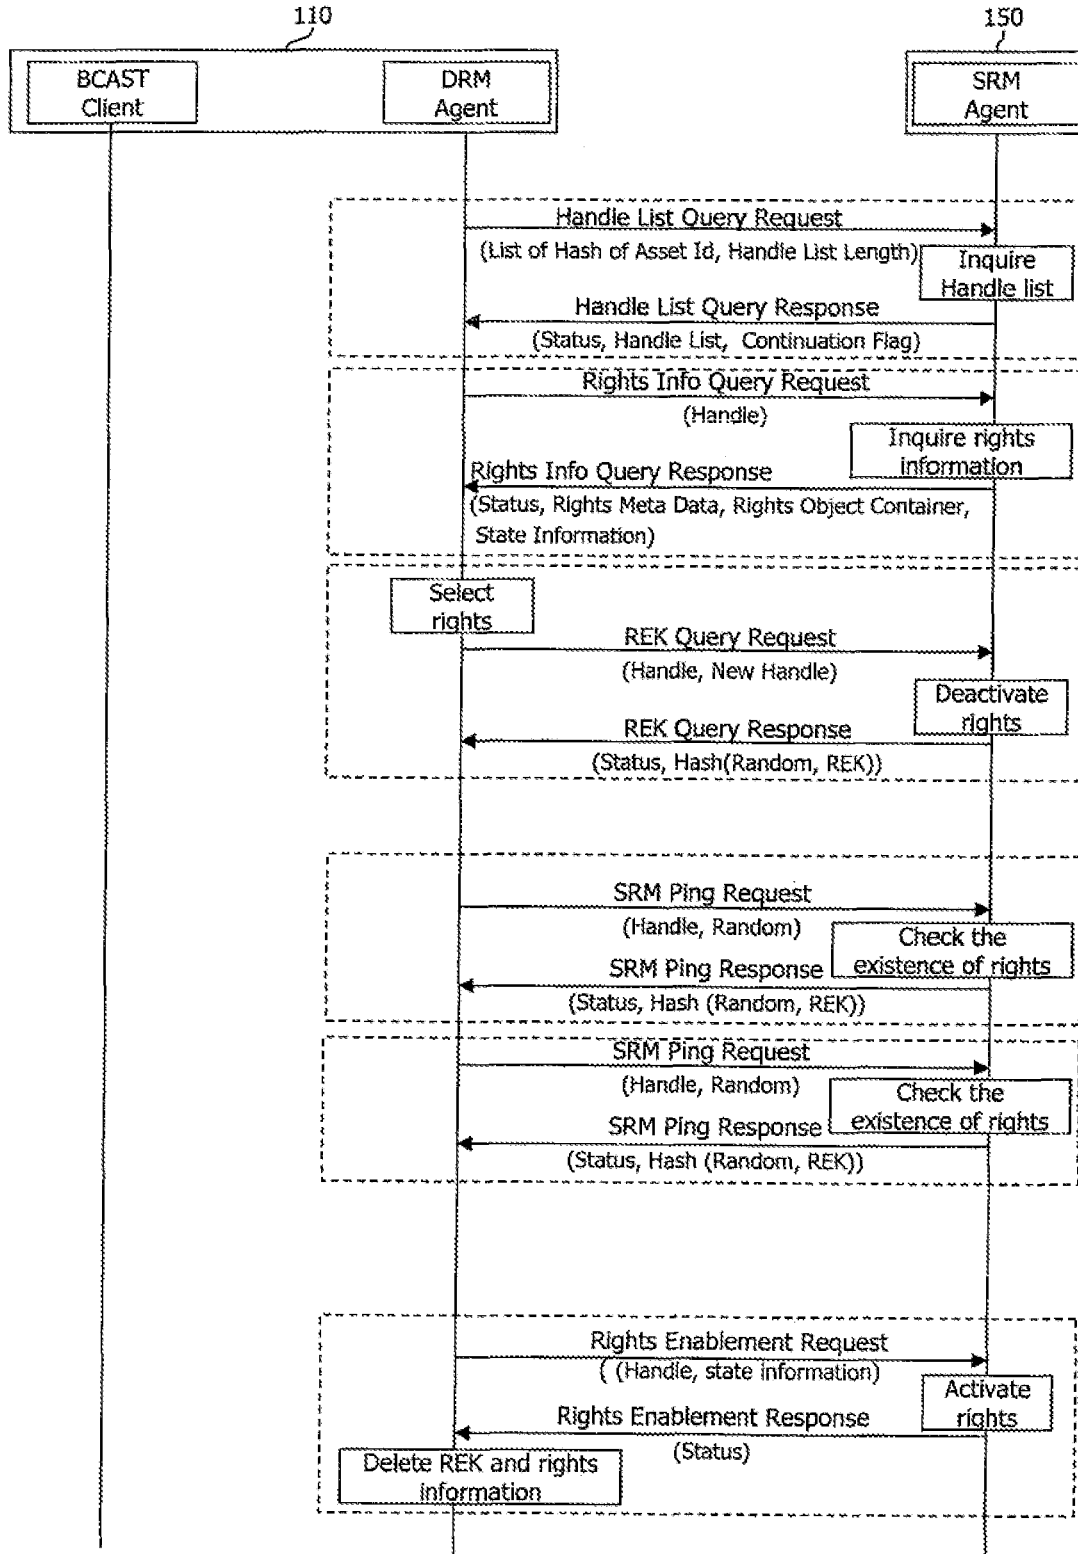 110
150
BCAST
Client
DRM
Agent
SRM
Agent
Handle List Query Request
(List of Hash of Asset Id, Handle List Length)
Inquire
Handle list
Handle List Query Response
(Status, Handle List, Continuation Flag)
Rights Info Query Request
(Handle)
Inquire rights
information
Rights Info Query Response
(Status, Rights Meta Data, Rights Object Container,
State Information)
Select
rights
REK Query Request
(Handle, New Handle)
Deactivate
rights
REK Query Response
(Status, Hash(Random, REK))
SRM Ping Request
(Handle, Random)
Check the
existence of rights
SRM Ping Response
(Status, Hash (Random, REK))
SRM Ping Request
(Handle, Random)
Check the
existence of rights
SRM Ping Response
(Status, Hash (Random, REK))
Rights Enablement Request
( (Handle, state information)
Activate
rights
Rights Enablement Response
(Status)
Delete REK and rights
information